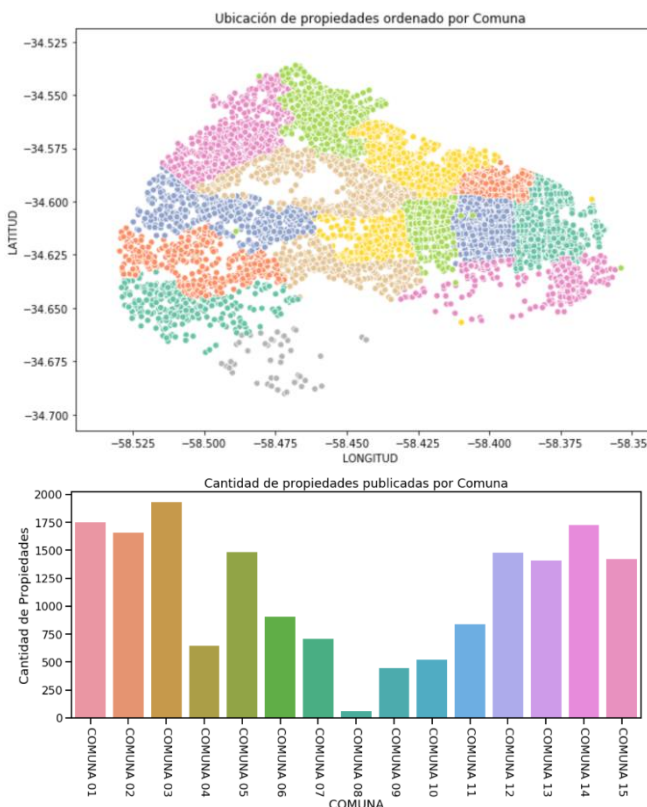 Ubicación de propiedades ordenado por Comuna
−34.525
−34.550
−34.575
−34.600
−34.625
−34.650
−34.675
−34.700
LATITUD
−58.525 −58.500 −58.475 −58.450 −58.425 −58.400 −58.375 −58.35
LONGITUD
Cantidad de propiedades publicadas por Comuna
2000
1750
1500
1250
1000
750
500
250
0
Cantidad de Propiedades
COMUNA 01
COMUNA 02
COMUNA 03
COMUNA 04
COMUNA 05
COMUNA 06
COMUNA 07
COMUNA 08
COMUNA 09
COMUNA 10
COMUNA 11
COMUNA 12
COMUNA 13
COMUNA 14
COMUNA 15
COMUNA